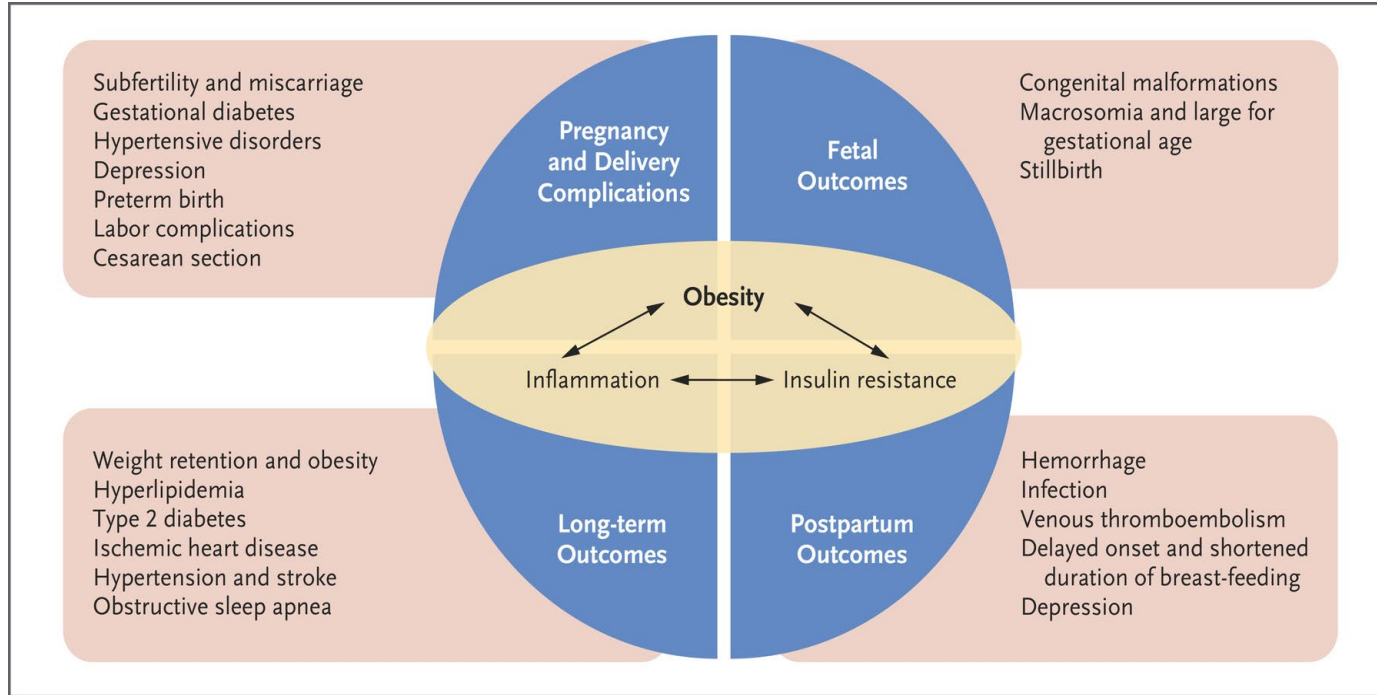 Subfertility and miscarriage
Gestational diabetes
Hypertensive disorders
Depression
Preterm birth
Labor complications
Cesarean section
Pregnancy
and Delivery
Complications
Fetal
Outcomes
Congenital malformations
Macrosomia and large for
gestational age
Stillbirth
Obesity
Inflammation
Insulin resistance
Weight retention and obesity
Hyperlipidemia
Type 2 diabetes
Ischemic heart disease
Hypertension and stroke
Obstructive sleep apnea
Long-term
Outcomes
Postpartum
Outcomes
Hemorrhage
Infection
Venous thromboembolism
Delayed onset and shortened
duration of breast-feeding
Depression